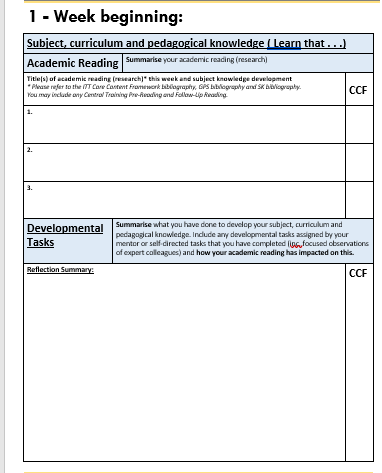 1 - Week beginning:
Subject, curriculum and pedagogical knowledge ( Learn that . . .)
Academic Reading
Summarise your academic reading (research)
Title(s) of academic reading (research)* this week and subject knowledge development
* Please refer to the ITT Core Content Framework bibliography, GPS bibliography and SK bibliography.
You may include any Central Training Pre-Reading and Follow-Up Reading.
CCF
1.
2.
3.
Developmental
Tasks
Summarise what you have done to develop your subject, curriculum and
pedagogical knowledge. Include any developmental tasks assigned by your
mentor or self-directed tasks that you have completed (inc. focused observations
of expert colleagues) and how your academic reading has impacted on this.
Reflection Summary:
CCF